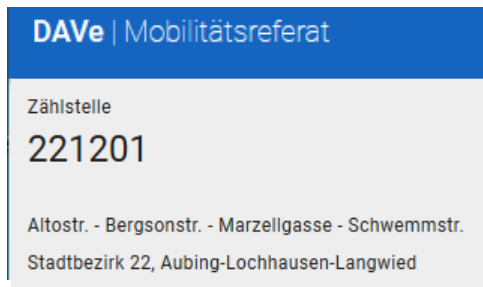 DAVe | Mobilitätsreferat
Zählstelle
221201
Altostr. - Bergsonstr. - Marzellgasse - Schwemmstr.
Stadtbezirk 22, Aubing-Lochhausen-Langwied